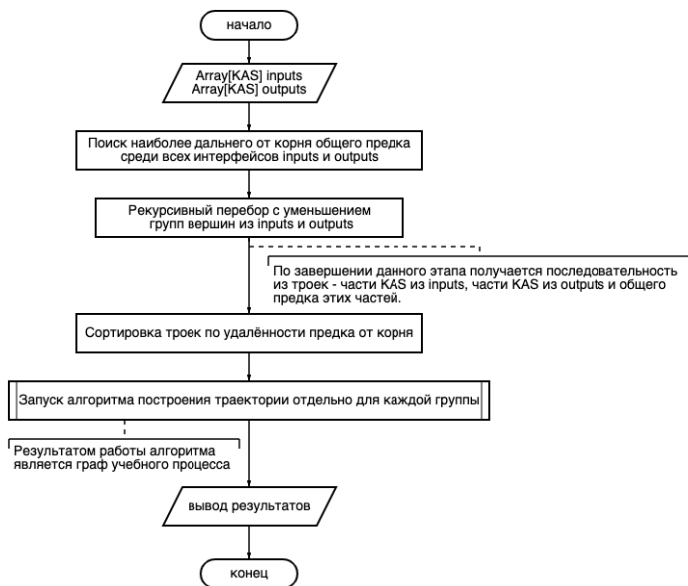 начало
Array[KAS] inputs
Array[KAS] outputs
Поиск наиболее дальнего от корня общего предка
среди всех интерфейсов inputs и outputs
Рекурсивный перебор с уменьшением
групп вершин из inputs и outputs
По завершении данного этапа получается последовательность
из троек - части KAS из inputs, части KAS из outputs и общего
предка этих частей.
Сортировка троек по удалённости предка от корня
Запуск алгоритма построения траектории отдельно для каждой группы
Результатом работы алгоритма
является граф учебного процесса
вывод результатов
конец